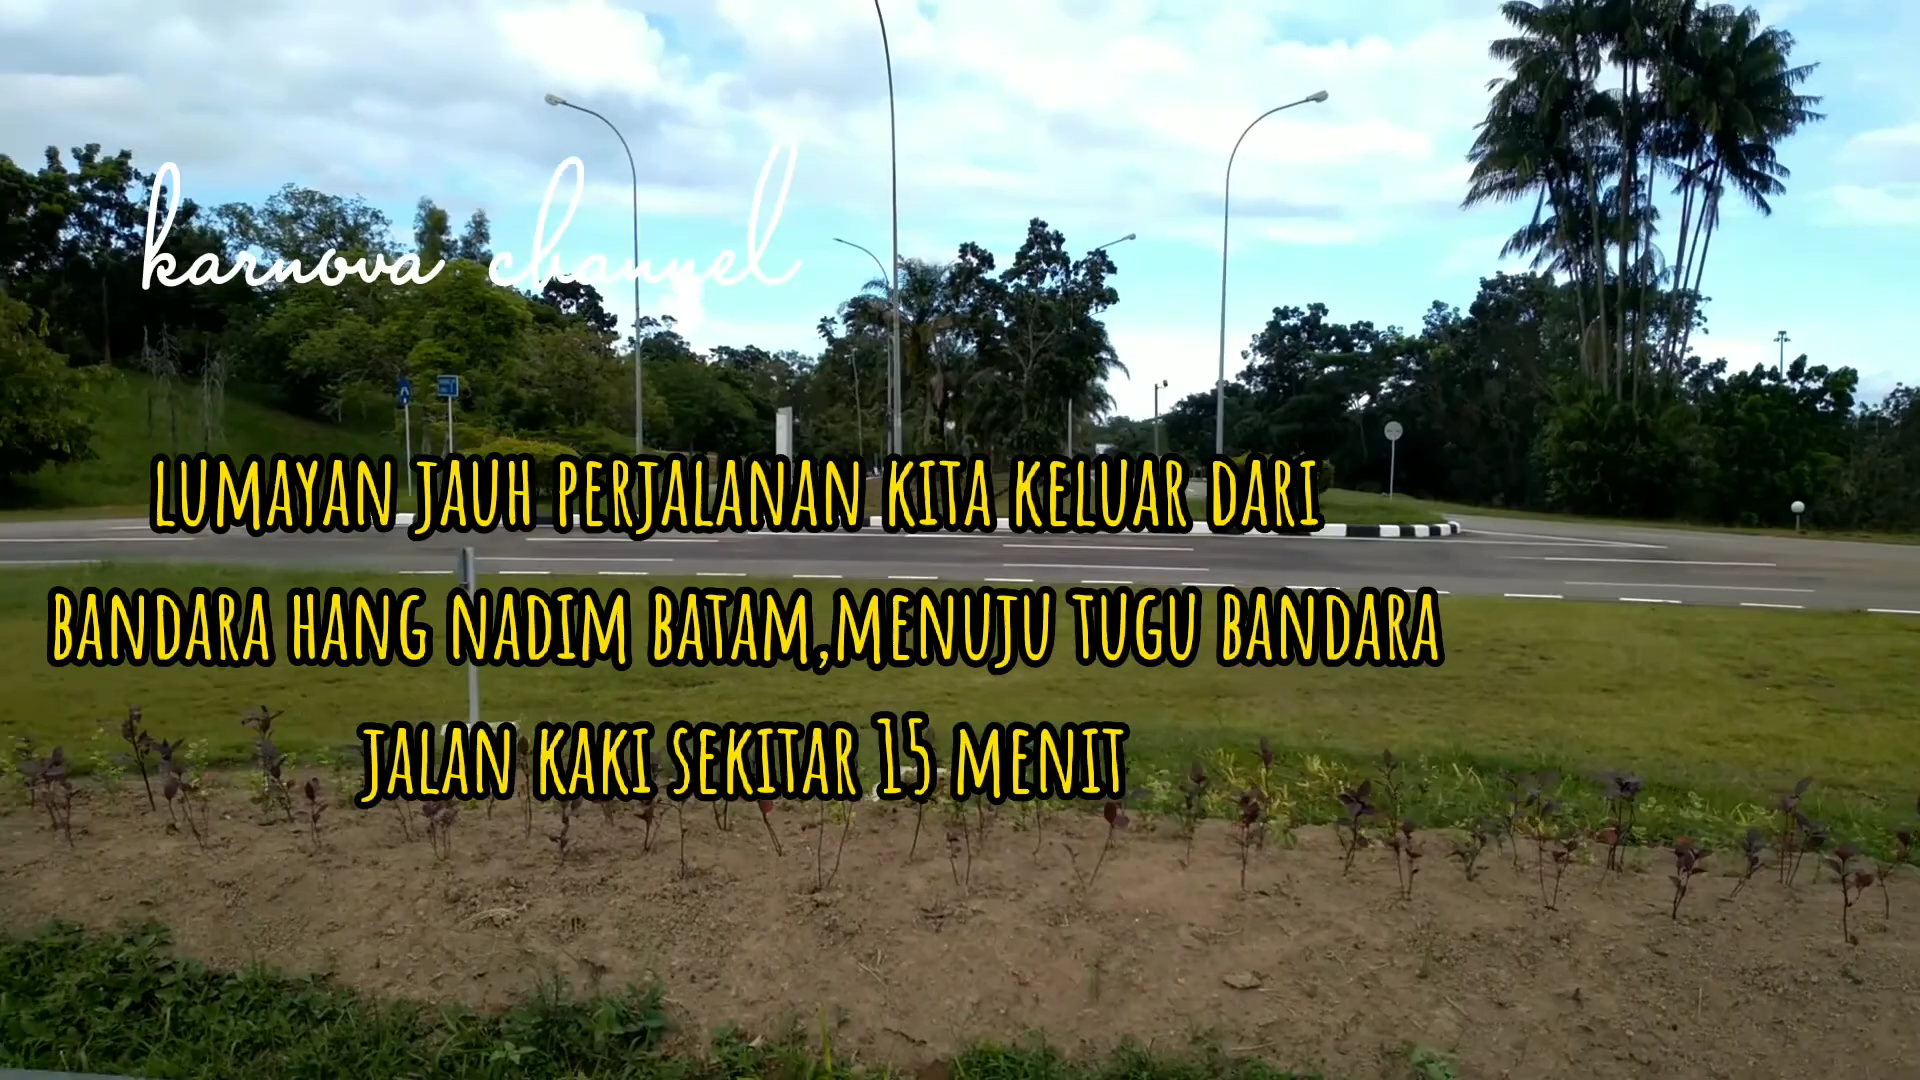 karnova channel
LUMAYAN JAUH PERJALANAN KITA KELUAR DARI
BANDARA HANG NADIM BATAM,MENUJU TUGU BANDARA
JALAN KAKI SEKITAR 15 MENIT